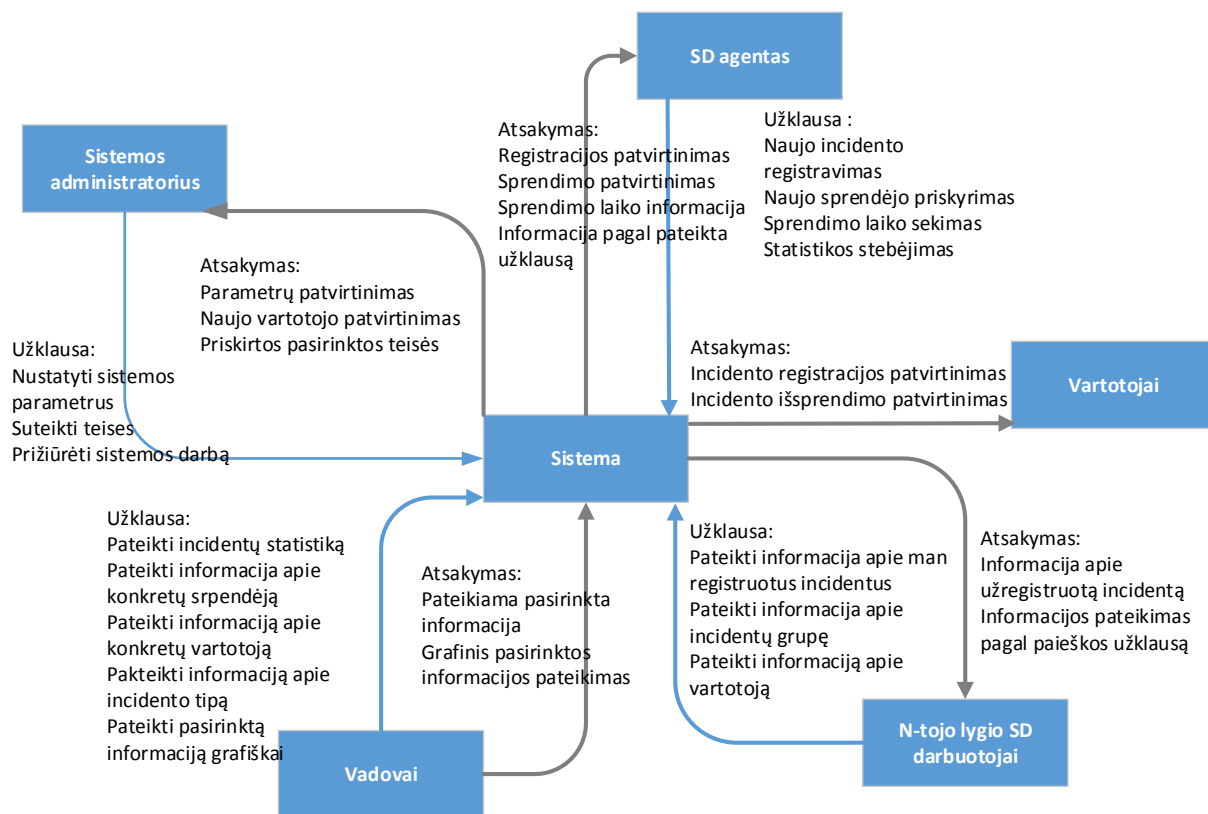 SD agentas
Užklausa :
Naujo incidento
registravimas
Naujo sprendėjo priskyrimas
Sprendimo laiko sekimas
Statistikos stebėjimas
Atsakymas:
Registracijos patvirtinimas
Sprendimo patvirtinimas
Sprendimo laiko informacija
Informacija pagal pateikta
užklausą
Sistemos
administratorius
Atsakymas:
Parametrų patvirtinimas
Naujo vartotojo patvirtinimas
Priskirtos pasirinktos teisės
Užklausa:
Nustatyti sistemos
parametrus
Suteikti teises
Prižiūrėti sistemos darbą
Atsakymas:
Incidento registracijos patvirtinimas
Incidento išsprendimo patvirtinimas
Vartotojai
Sistema
Užklausa:
Pateikti incidentų statistiką
Pateikti informacija apie
konkretų srpendėją
Pateikti informaciją apie
konkretų vartotoją
Pakteikti informaciją apie
incidento tipą
Pateikti pasirinktą
informaciją grafiškai
Atsakymas:
Pateikiama pasirinkta
informacija
Grafinis pasirinktos
informacijos pateikimas
Užklausa:
Pateikti informacija apie man
registruotus incidentus
Pateikti informacija apie
incidentų grupę
Pateikti informaciją apie
vartotoją
Atsakymas:
Informacija apie
užregistruotą incidentą
Informacijos pateikimas
pagal paieškos užklausą
Vadovai
N-tojo lygio SD
darbuotojai